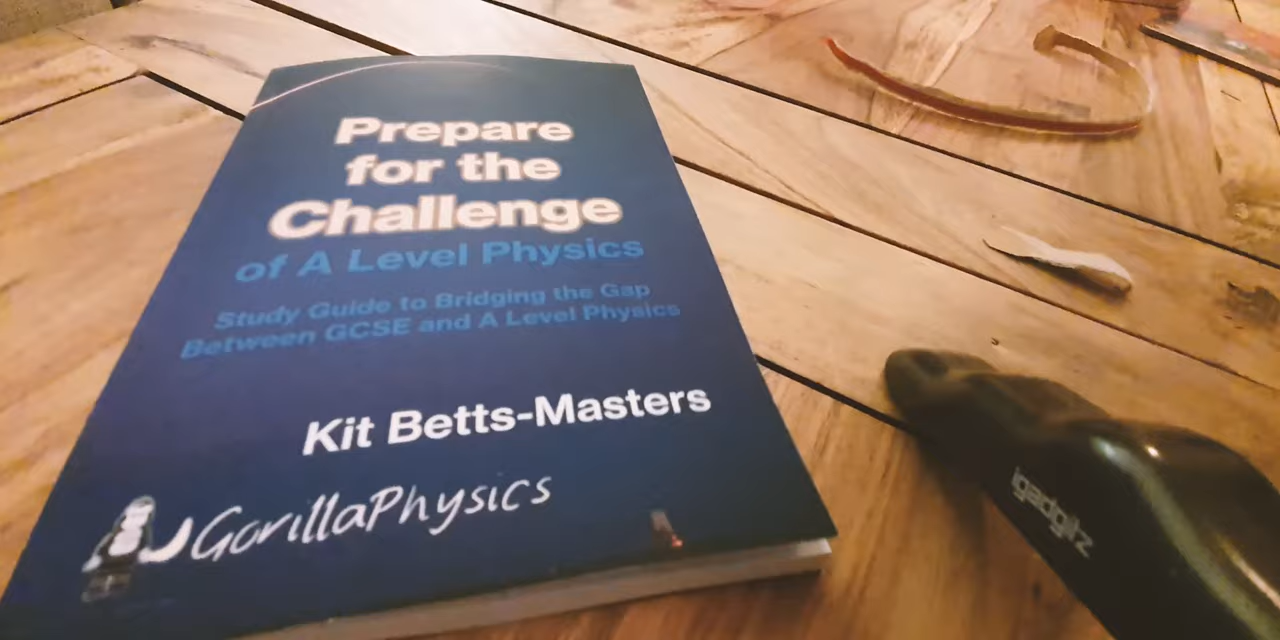 Prepare
for the
Challenge
of A Level Physics
Study Guide to Bridging the Gap
Between GCSE and A Level Physics
Kit Betts-Masters
GorillaPhysics
igadgitz